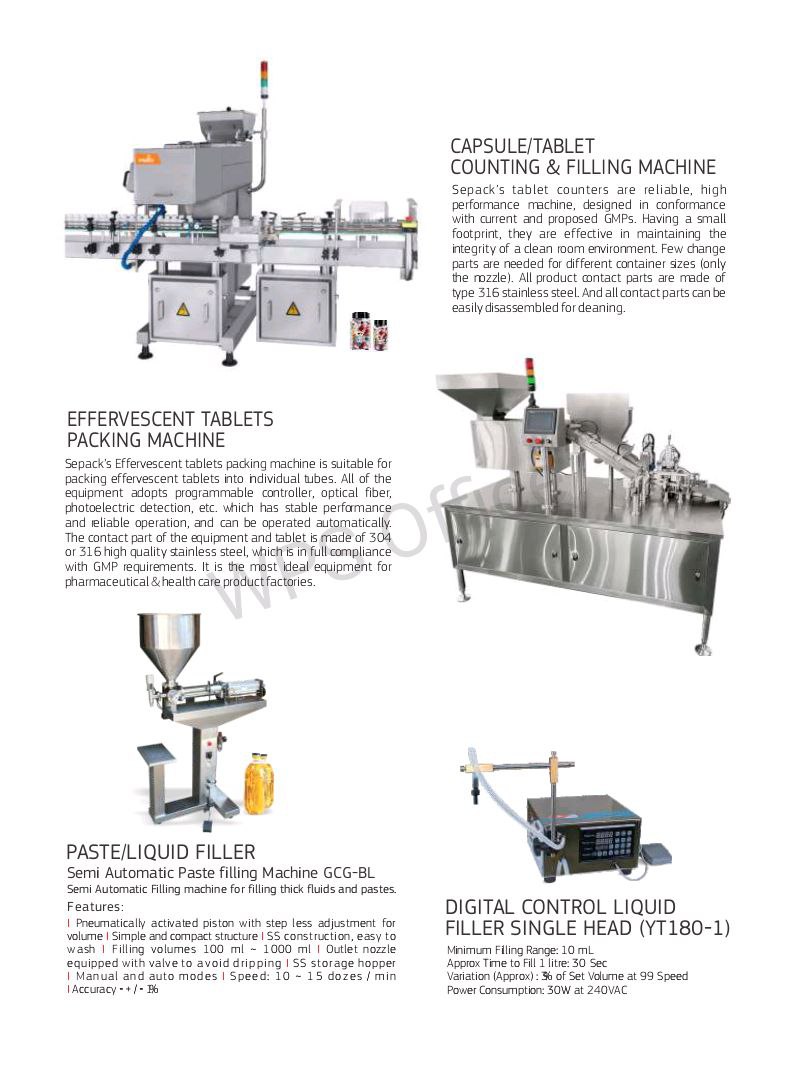 CAPSULE/TABLET
COUNTING & FILLING MACHINE
Sepack's tablet counters are reliable, high
performance machine, designed in conformance
with current and proposed GMPs. Having a small
footprint, they are effective in maintaining the
integrity of a clean room environment. Few change
parts are needed for different container sizes (only
the nozzle). All product contact parts are made of
type 316 stainless steel. And all contact parts can be
easily disassembled for cleaning.
EFFERVESCENT TABLETS
PACKING MACHINE
Sepack's Effervescent tablets packing machine is suitable for
packing effervescent tablets into individual tubes. All of the
equipment adopts programmable controller, optical fiber,
photoelectric detection, etc. which has stable performance
and reliable operation, and can be operated automatically.
The contact part of the equipment and tablet is made of 304
or 316 high quality stainless steel, which is in full compliance
with GMP requirements. It is the most ideal equipment for
pharmaceutical & health care product factories.
WPS Office
PASTE/LIQUID FILLER
Semi Automatic Paste filling Machine GCG-BL
Semi Automatic Filling machine for filling thick fluids and pastes.
Features:
I Pneumatically activated piston with step less adjustment for
volume I Simple and compact structure I SS construction, easy to
wash I Filling volumes 100 ml ~ 1000 ml I Outlet nozzle
equipped with valve to avoid dripping I SS storage hopper
I Manual and auto modes I Speed: 10 ~ 15 dozes / min
I Accuracy - + / - 1%
DIGITAL CONTROL LIQUID
FILLER SINGLE HEAD (YT180-1)
Minimum Filling Range: 10 mL
Approx Time to Fill 1 litre: 30 Sec
Variation (Approx) : 3% of Set Volume at 99 Speed
Power Consumption: 30W at 240VAC